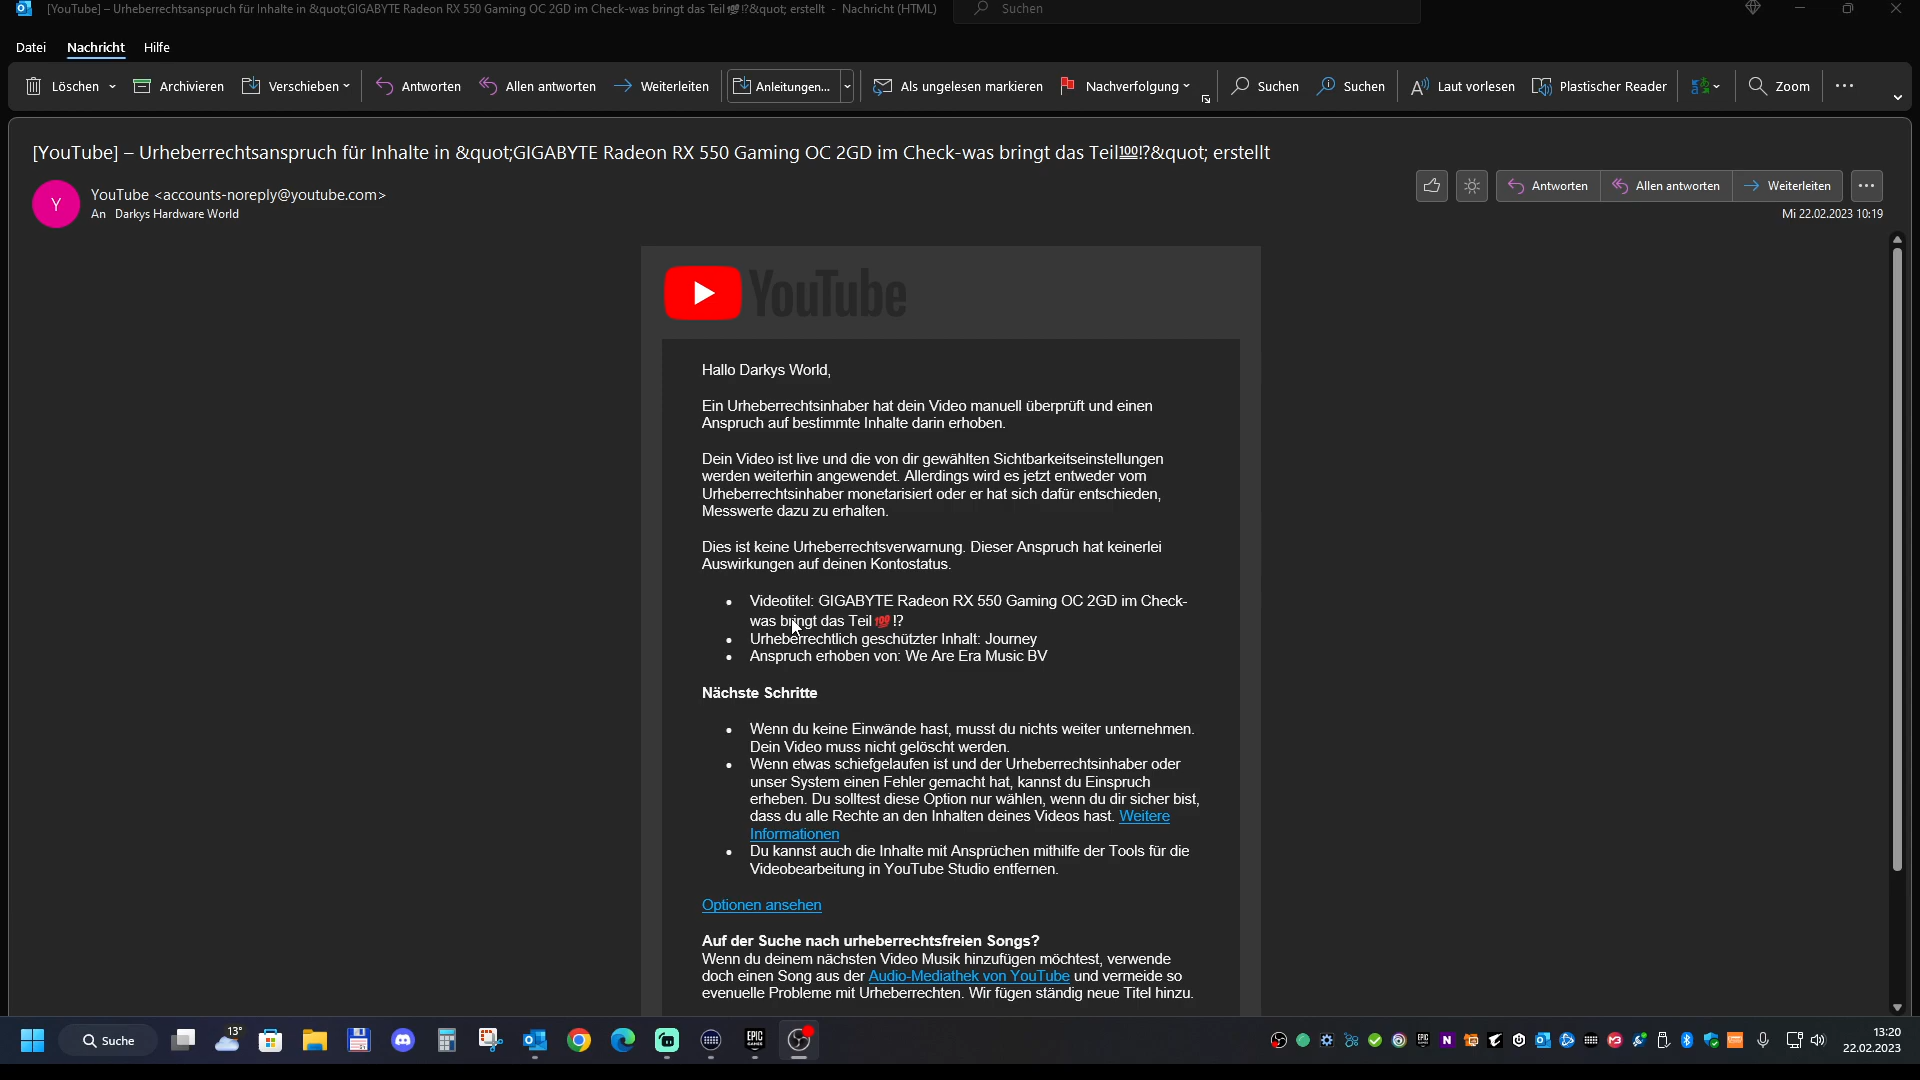 [YouTube] – Urheberrechtsanspruch für Inhalte in &quot;GIGABYTE Radeon RX 550 Gaming OC 2GD im Check-was bringt das Teil💯!?&quot; erstellt - Nachricht (HTML)
Suchen
Datei Nachricht Hilfe
Löschen Archivieren Verschieben Antworten Allen antworten Weiterleiten Anleitungen... Als ungelesen markieren Nachverfolgung Suchen Suchen Laut vorlesen Plastischer Reader Zoom
[YouTube] – Urheberrechtsanspruch für Inhalte in &quot;GIGABYTE Radeon RX 550 Gaming OC 2GD im Check-was bringt das Teil💯!?&quot; erstellt
Y
YouTube <accounts-noreply@youtube.com>
An Darkys Hardware World
Antworten Allen antworten Weiterleiten
Mi 22.02.2023 10:19
YouTube
Hallo Darkys World,
Ein Urheberrechtsinhaber hat dein Video manuell überprüft und einen
Anspruch auf bestimmte Inhalte darin erhoben.
Dein Video ist live und die von dir gewählten Sichtbarkeitseinstellungen
werden weiterhin angewendet. Allerdings wird es jetzt entweder vom
Urheberrechtsinhaber monetarisiert oder er hat sich dafür entschieden,
Messwerte dazu zu erhalten.
Dies ist keine Urheberrechtsverwarnung. Dieser Anspruch hat keinerlei
Auswirkungen auf deinen Kontostatus.
• Videotitel: GIGABYTE Radeon RX 550 Gaming OC 2GD im Check-
was bringt das Teil💯!?
• Urheberrechtlich geschützter Inhalt: Journey
• Anspruch erhoben von: We Are Era Music BV
Nächste Schritte
• Wenn du keine Einwände hast, musst du nichts weiter unternehmen.
Dein Video muss nicht gelöscht werden.
• Wenn etwas schiefgelaufen ist und der Urheberrechtsinhaber oder
unser System einen Fehler gemacht hat, kannst du Einspruch
erheben. Du solltest diese Option nur wählen, wenn du dir sicher bist,
dass du alle Rechte an den Inhalten deines Videos hast. Weitere
Informationen
• Du kannst auch die Inhalte mit Ansprüchen mithilfe der Tools für die
Videobearbeitung in YouTube Studio entfernen.
Optionen ansehen
Auf der Suche nach urheberrechtsfreien Songs?
Wenn du deinem nächsten Video Musik hinzufügen möchtest, verwende
doch einen Song aus der Audio-Mediathek von YouTube und vermeide so
evenuelle Probleme mit Urheberrechten. Wir fügen ständig neue Titel hinzu.
Suche
13°
EPIC
GAMES
13:20
22.02.2023